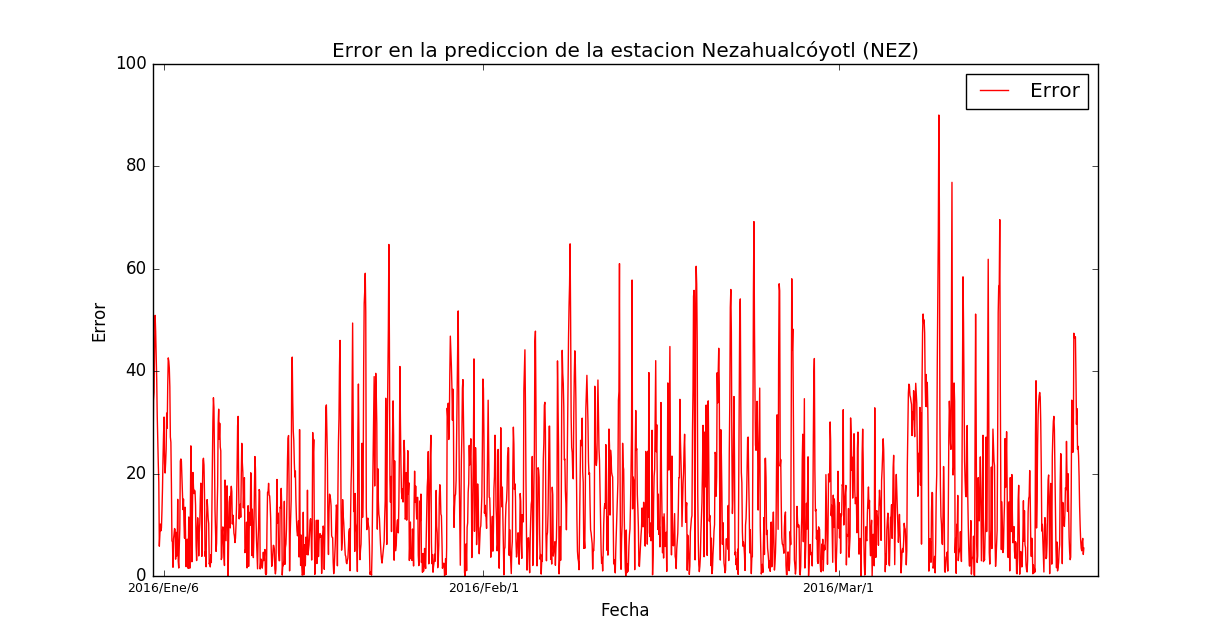 Error en la prediccion de la estacion Nezahualcóyotl (NEZ)
100
80
60
40
20
0
Error
Error
2016/Ene/6
2016/Feb/1
2016/Mar/1
Fecha